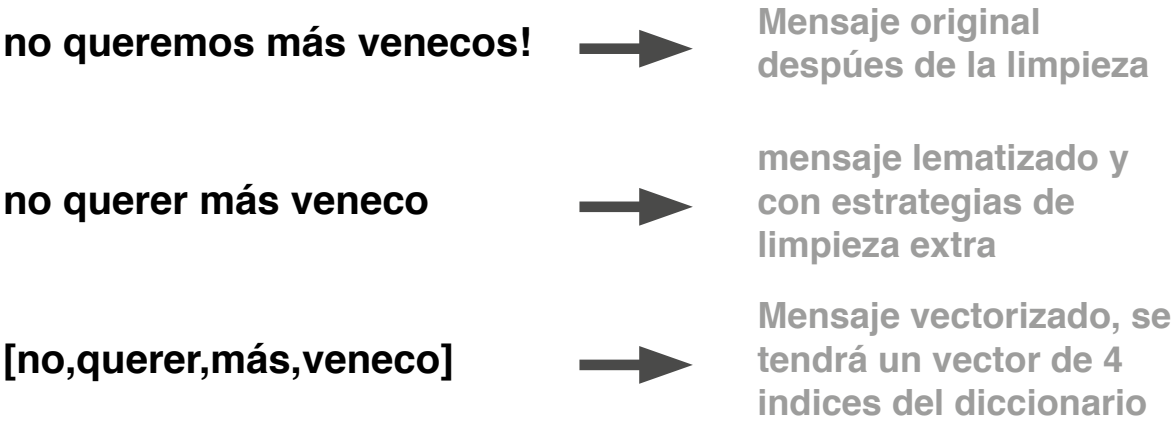 no queremos más venecos!
Mensaje original
despúes de la limpieza
no querer más veneco
mensaje lematizado y
con estrategias de
limpieza extra
[no,querer,más,veneco]
Mensaje vectorizado, se
tendrá un vector de 4
indices del diccionario